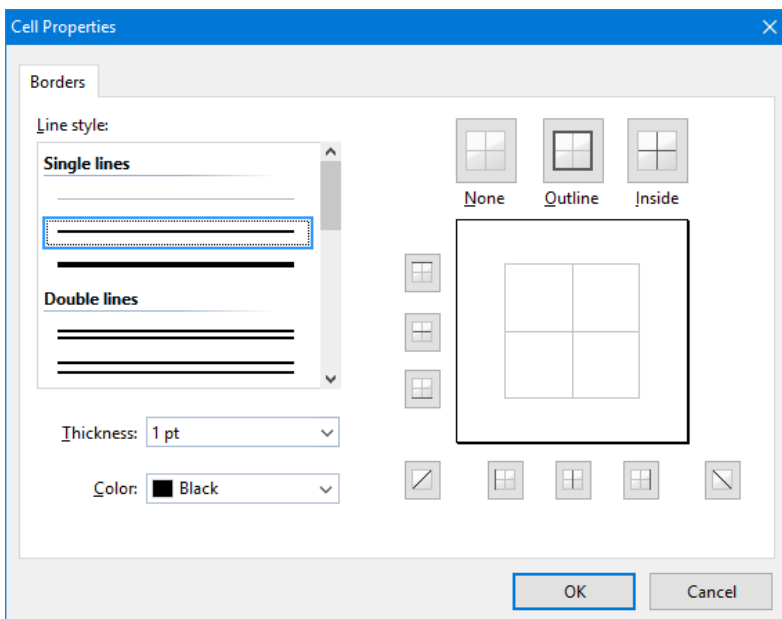 Cell Properties
Borders
Line style:
Single lines
Double lines
Thickness: 1 pt
Color: Black
None Outline Inside
OK Cancel